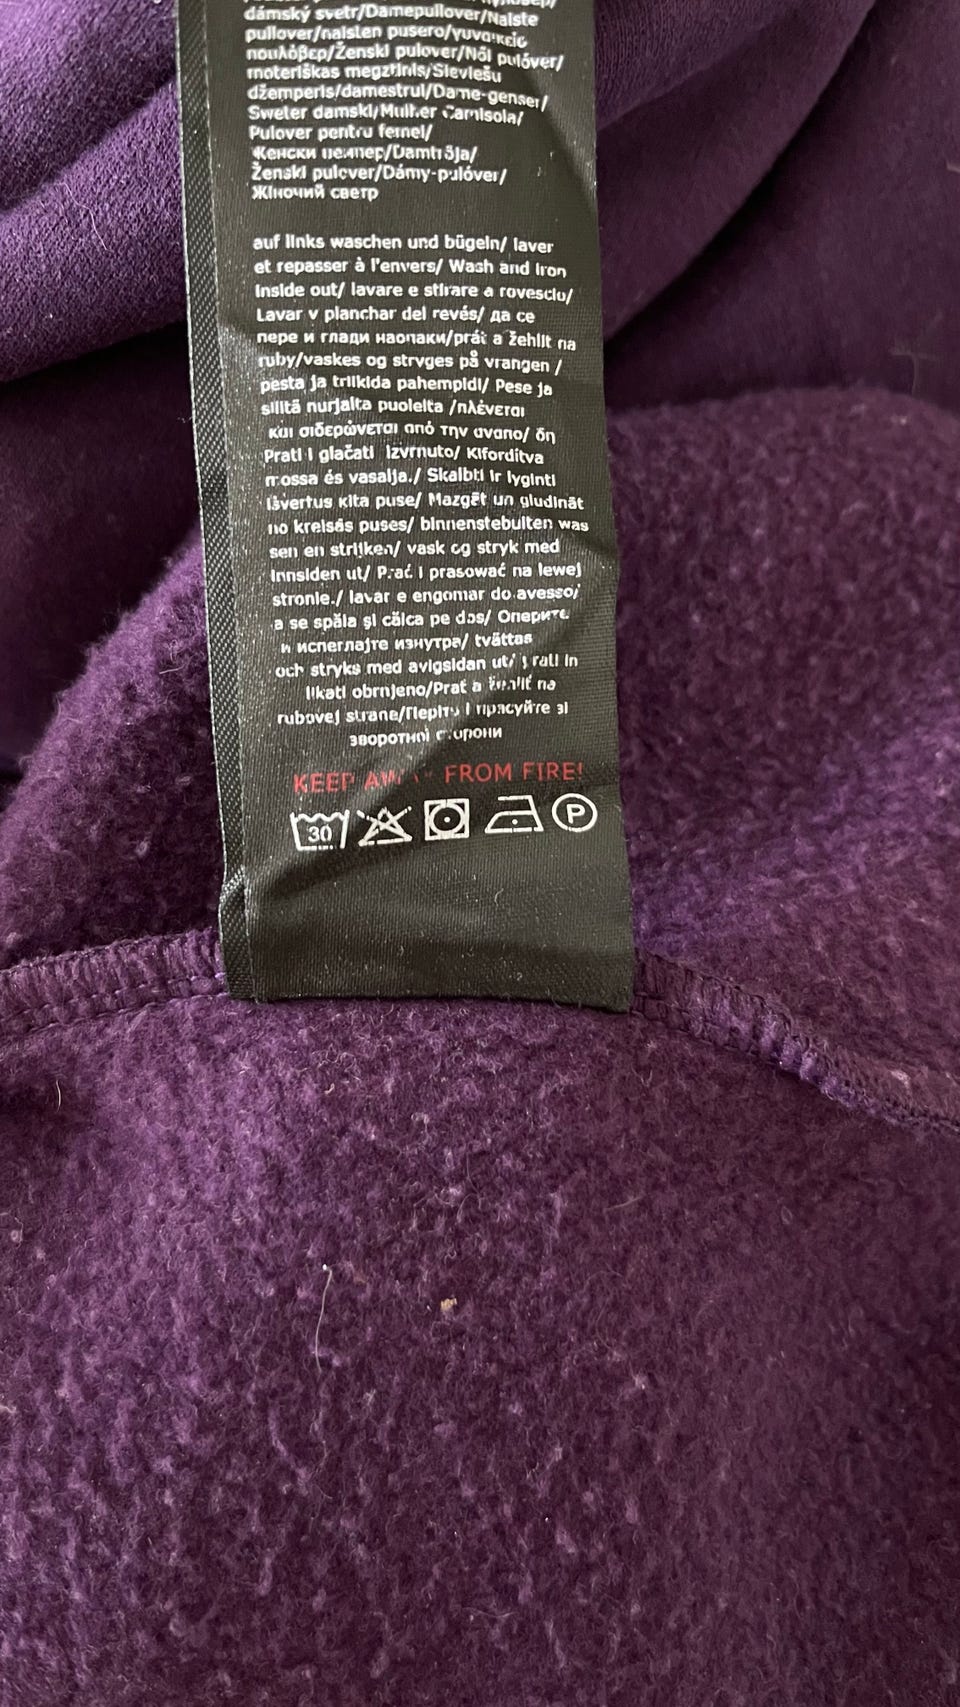 dámský svetr/Damepullover/Naiste
pullover/naisten pusero/γυναικείο
πουλόβερ/Ženski pulover/Női pulóver/
moteriškas megztinis/Sieviešu
džemperis/damestrui/Dame-genser/
Sweter damski/Mulher Camisola/
Pulover pentru femei/
Женски џемпер/Damtröja/
Ženski pulover/Dámy-pulóver/
Жіночий светр
auf links waschen und bügeln/ laver
et repasser à l'envers/ Wash and iron
inside out/ lavare e stirare a rovescio/
Lavar y planchar del revés/ да се
пере и глади наопаки/prát a žehlit na
ruby/vaskes og stryges på vrangen /
pesta ja triikida pahempidi/ Pese ja
silitä nurjalta puolelta /πλένεται
και σιδερώνεται από την αναπο/ δη
Prati i glačati izvrnuto/ Kifordítva
mossa és vasalja./ Skalbti ir lyginti
išvertus kita puse/ Mazgāt un gludināt
no kreisās puses/ binnenstebuiten was
sen en strijken/ vask og stryk med
innsiden ut/ Prać i prasować na lewej
stronie./ lavar e engomar do avesso/
a se spăla și călca pe dos/ Оперите
и испеглајте изнутра/ tvättas
och stryks med avigsidan ut/ prati in
likati obrnjeno/Prať a žehliť na
rubovej strane/Періть і прасуйте зі
зворотної сторони
KEEP AWAY FROM FIRE!
30 P